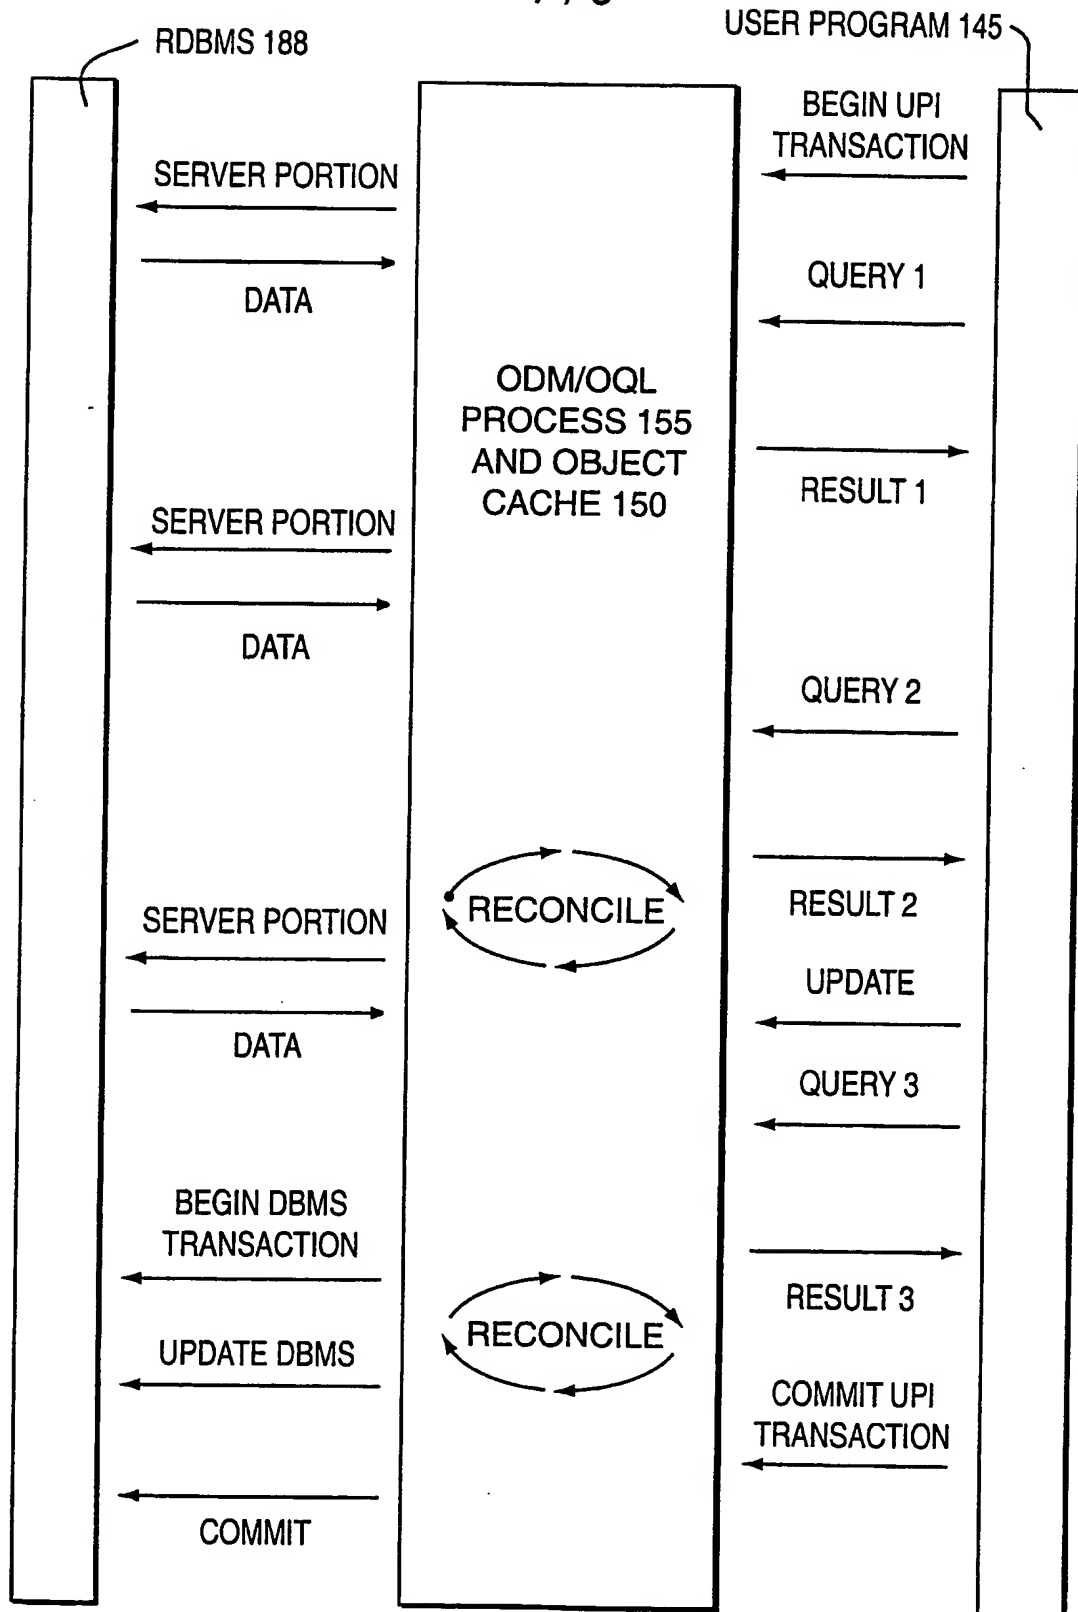 RDBMS 188
USER PROGRAM 145
BEGIN UPI
TRANSACTION
SERVER PORTION
DATA
QUERY 1
ODM/OQL
PROCESS 155
AND OBJECT
CACHE 150
RESULT 1
SERVER PORTION
DATA
QUERY 2
RECONCILE
RESULT 2
SERVER PORTION
UPDATE
DATA
QUERY 3
BEGIN DBMS
TRANSACTION
RESULT 3
RECONCILE
UPDATE DBMS
COMMIT UPI
TRANSACTION
COMMIT